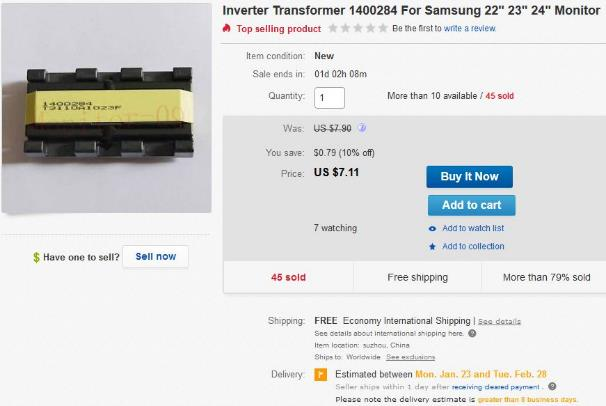 Inverter Transformer 1400284 For Samsung 22" 23" 24" Monitor
Top selling product
Be the first to write a review.
Item condition: New
Sale ends in: 01d 02h 08m
Quantity: 1 More than 10 available / 45 sold
Was: US $7.90
You save: $0.79 (10% off)
Price: US $7.11
Buy It Now
Add to cart
7 watching
Add to watch list
Add to collection
45 sold Free shipping More than 79% sold
1400284
T2110A1023F
$ Have one to sell? Sell now
Shipping: FREE Economy International Shipping | See details
See details about international shipping here.
Item location: suzhou, China
Ships to: Worldwide See exclusions
Delivery: Estimated between Mon. Jan. 23 and Tue. Feb. 28
Seller ships within 1 day after receiving cleared payment.
Please note the delivery estimate is greater than 8 business days.